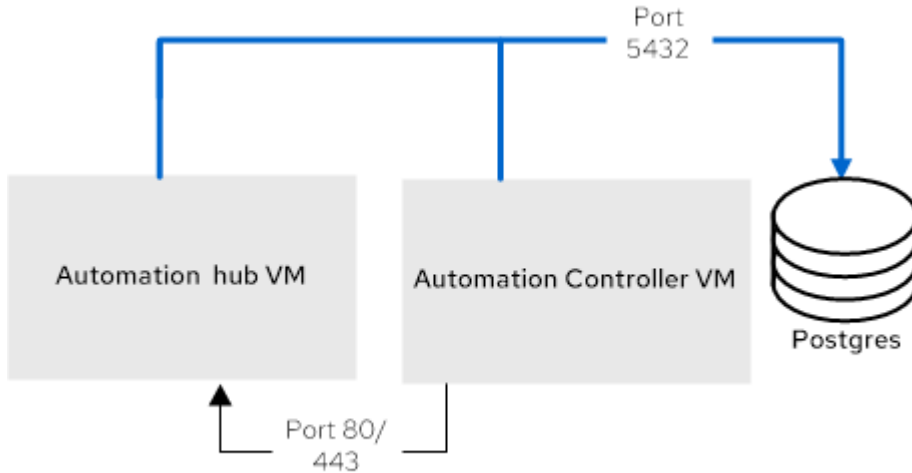 Port
5432
Automation hub VM
Automation Controller VM
Postgres
Port 80/
443